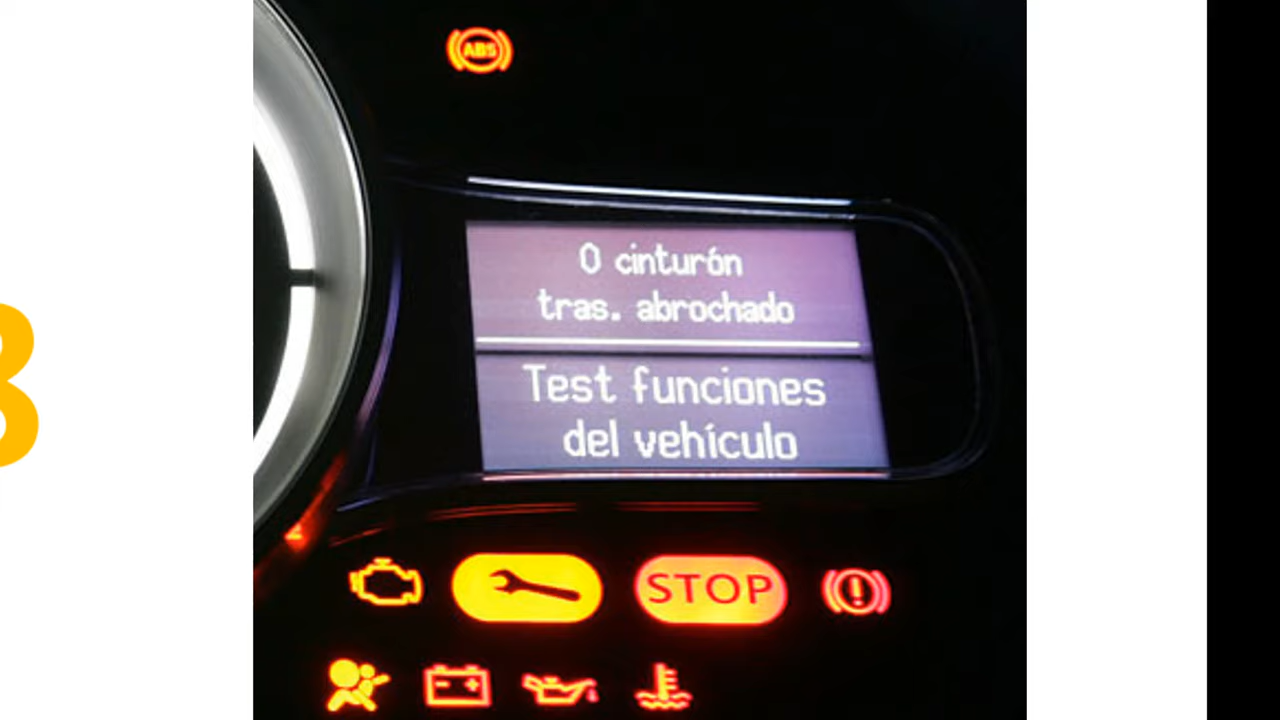 ABS
0 cinturón
tras. abrochado
Test funciones
del vehículo
STOP